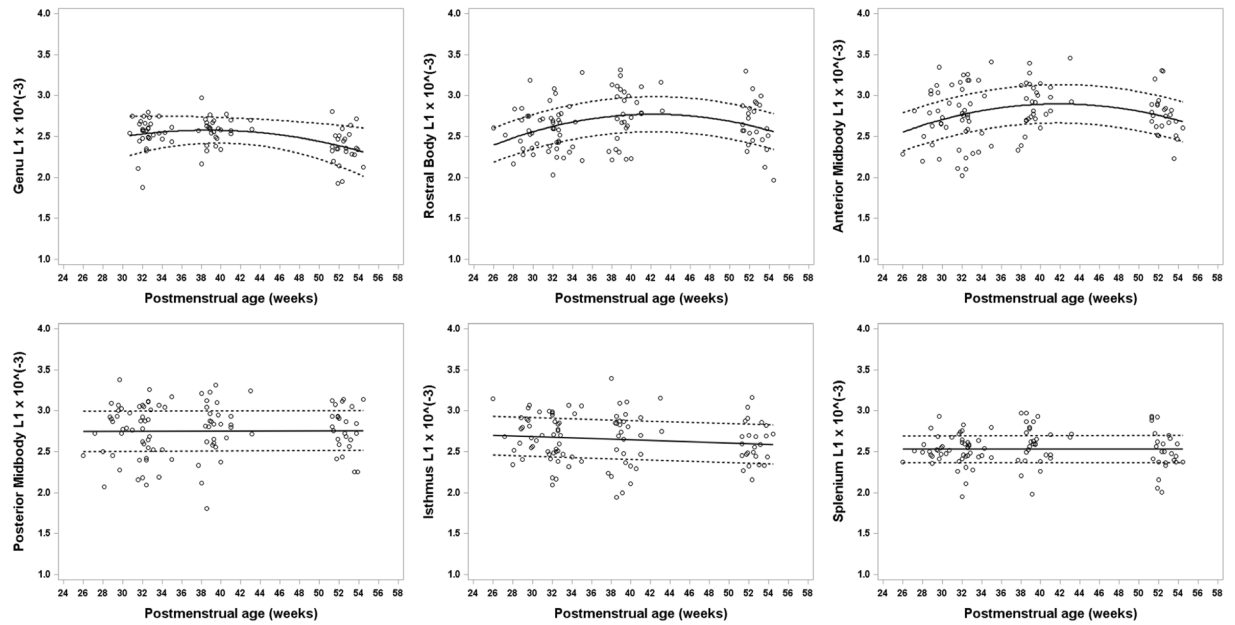 4.0
3.5
3.0
2.5
2.0
1.5
1.0
Genu L1 x 10^(-3)
24 26 28 30 32 34 36 38 40 42 44 46 48 50 52 54 56 58
Postmenstrual age (weeks)
4.0
3.5
3.0
2.5
2.0
1.5
1.0
Rostral Body L1 x 10^(-3)
24 26 28 30 32 34 36 38 40 42 44 46 48 50 52 54 56 58
Postmenstrual age (weeks)
4.0
3.5
3.0
2.5
2.0
1.5
1.0
Anterior Midbody L1 x 10^(-3)
24 26 28 30 32 34 36 38 40 42 44 46 48 50 52 54 56 58
Postmenstrual age (weeks)
4.0
3.5
3.0
2.5
2.0
1.5
1.0
Posterior Midbody L1 x 10^(-3)
24 26 28 30 32 34 36 38 40 42 44 46 48 50 52 54 56 58
Postmenstrual age (weeks)
4.0
3.5
3.0
2.5
2.0
1.5
1.0
Isthmus L1 x 10^(-3)
24 26 28 30 32 34 36 38 40 42 44 46 48 50 52 54 56 58
Postmenstrual age (weeks)
4.0
3.5
3.0
2.5
2.0
1.5
1.0
Splenium L1 x 10^(-3)
24 26 28 30 32 34 36 38 40 42 44 46 48 50 52 54 56 58
Postmenstrual age (weeks)